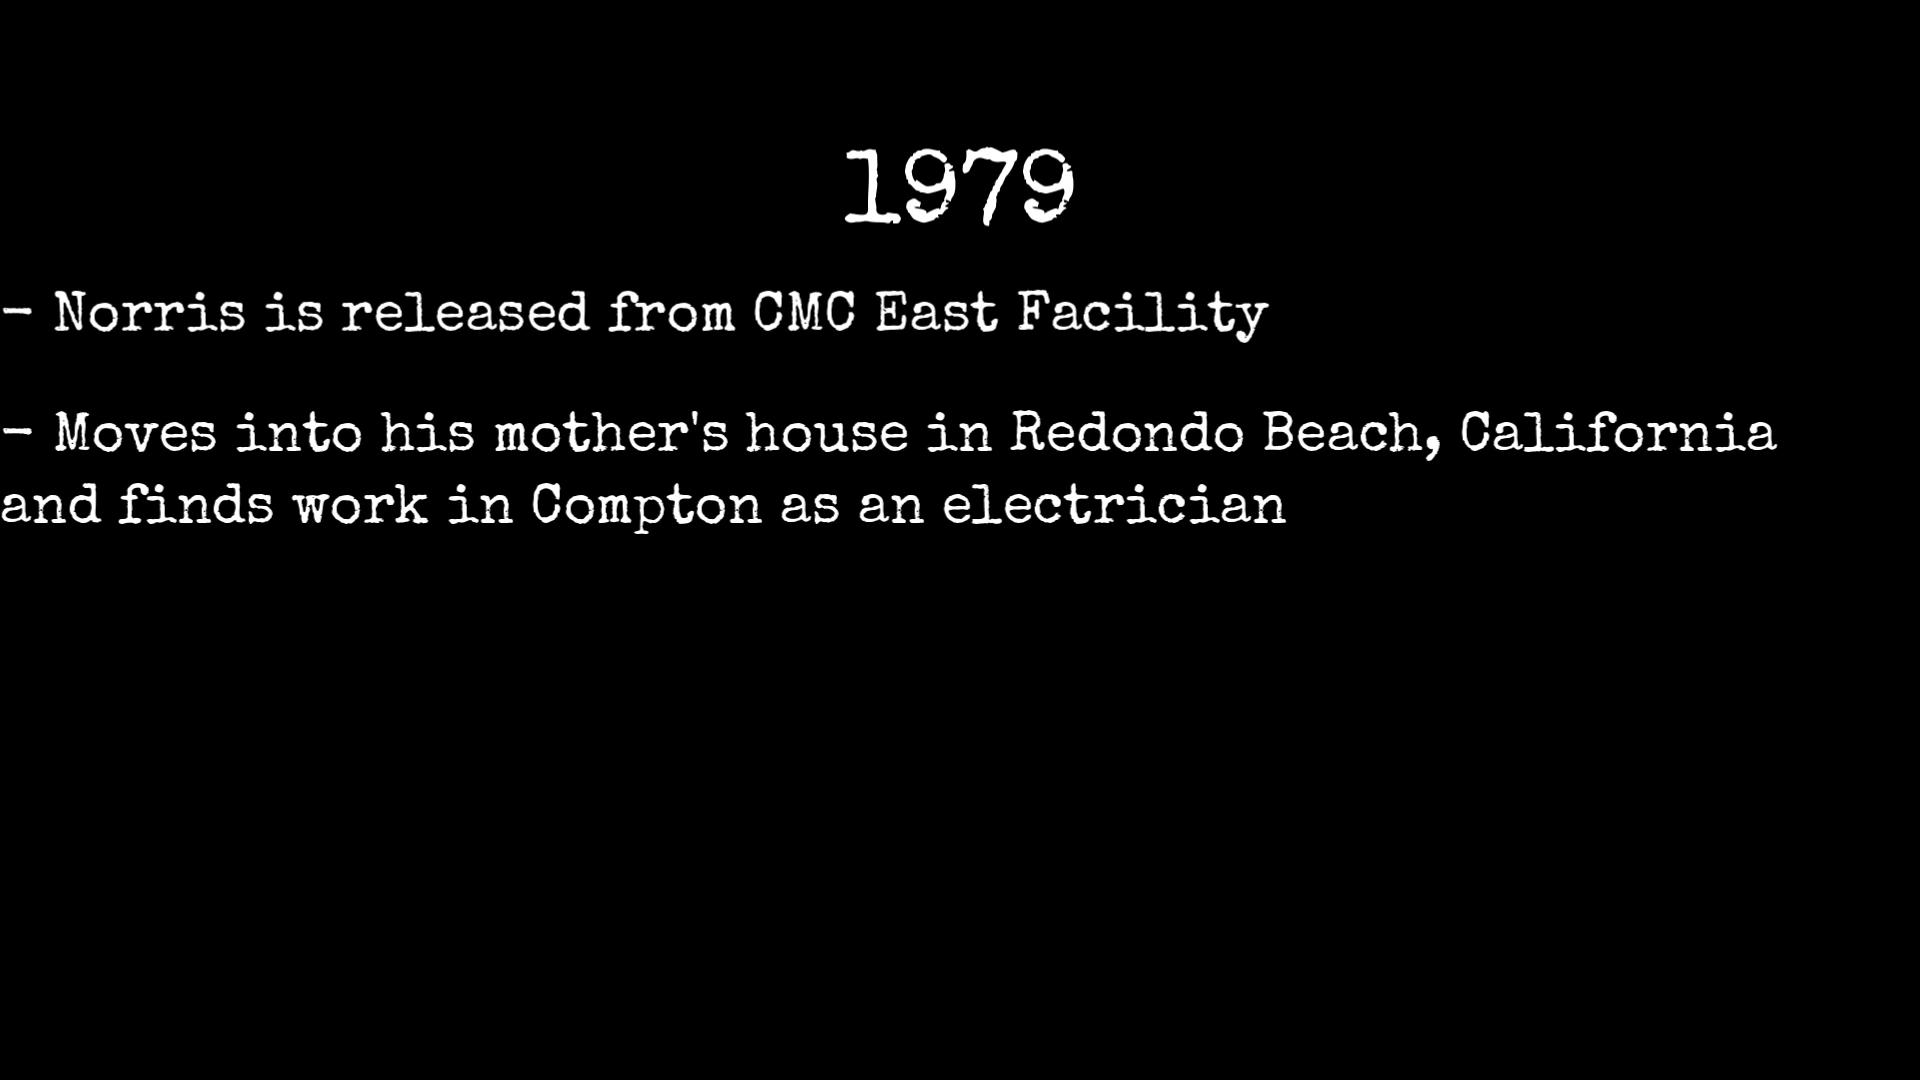 1979
- Norris is released from CMC East Facility
- Moves into his mother's house in Redondo Beach, California
and finds work in Compton as an electrician